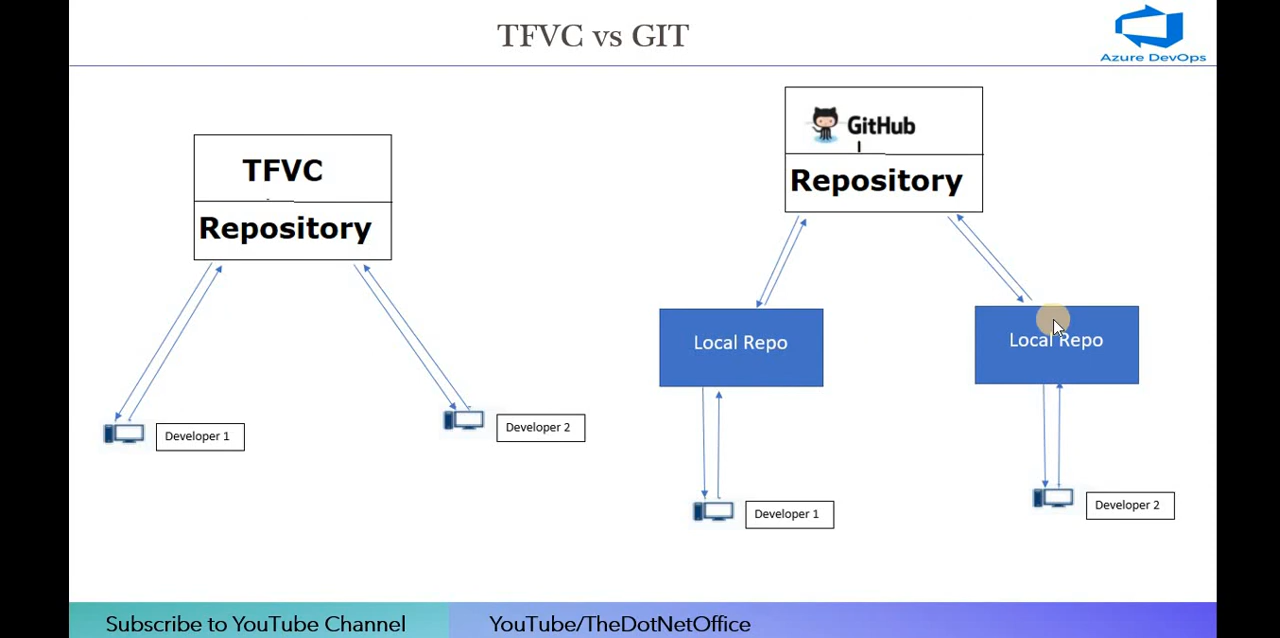 TFVC vs GIT
Azure DevOps
TFVC
Repository
Developer 1
Developer 2
GitHub
Repository
Local Repo
Local Repo
Developer 1
Developer 2
Subscribe to YouTube Channel
YouTube/TheDotNetOffice